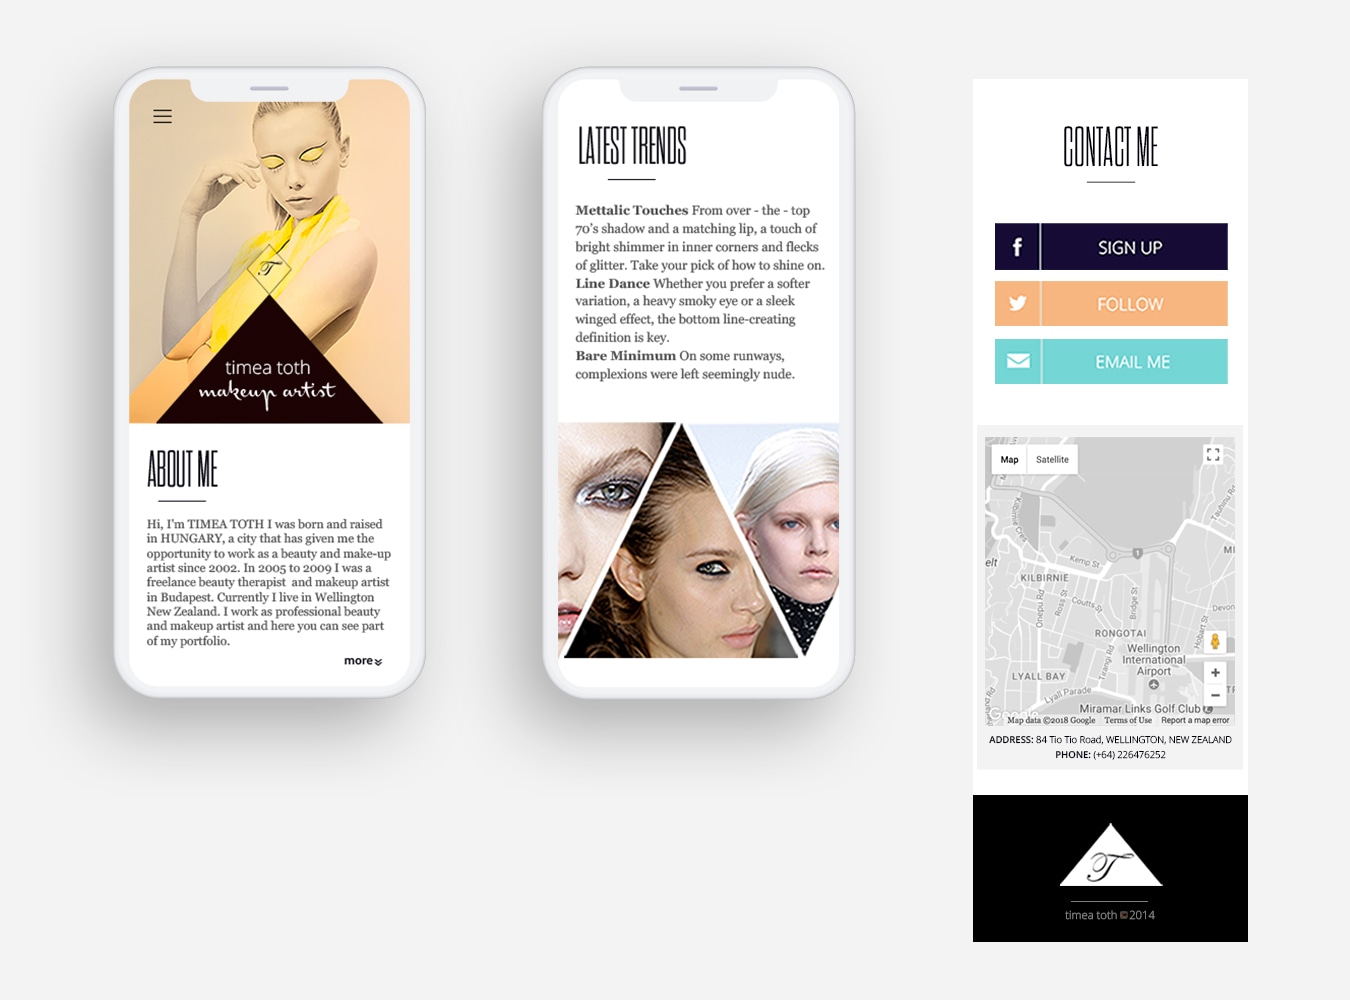 T
timea toth
makeup artist
ABOUT ME
Hi, I'm TIMEA TOTH I was born and raised
in HUNGARY, a city that has given me the
opportunity to work as a beauty and make-up
artist since 2002. In 2005 to 2009 I was a
freelance beauty therapist and makeup artist
in Budapest. Currently I live in Wellington
New Zealand. I work as professional beauty
and makeup artist and here you can see part
of my portfolio.
more
LATEST TRENDS
Mettalic Touches From over - the - top
70's shadow and a matching lip, a touch of
bright shimmer in inner corners and flecks
of glitter. Take your pick of how to shine on.
Line Dance Whether you prefer a softer
variation, a heavy smoky eye or a sleek
winged effect, the bottom line-creating
definition is key.
Bare Minimum On some runways,
complexions were left seemingly nude.
CONTACT ME
f SIGN UP
FOLLOW
EMAIL ME
Map Satellite
Kilbirnie Cres
Tauhinu Rd
1
elt
Kemp St
MI
KILBIRNIE
Onepu Rd
Ross St
Coutts St
Bridge St
Devon
Hobart St
RONGOTAI
Tirangi Rd
Wellington
International
Airport
LYALL BAY
+
Lyall Parade
−
Miramar Links Golf Club
Google
Map data ©2018 Google Terms of Use Report a map error
ADDRESS: 84 Tio Tio Road, WELLINGTON, NEW ZEALAND
PHONE: (+64) 226476252
T
timea toth ©2014